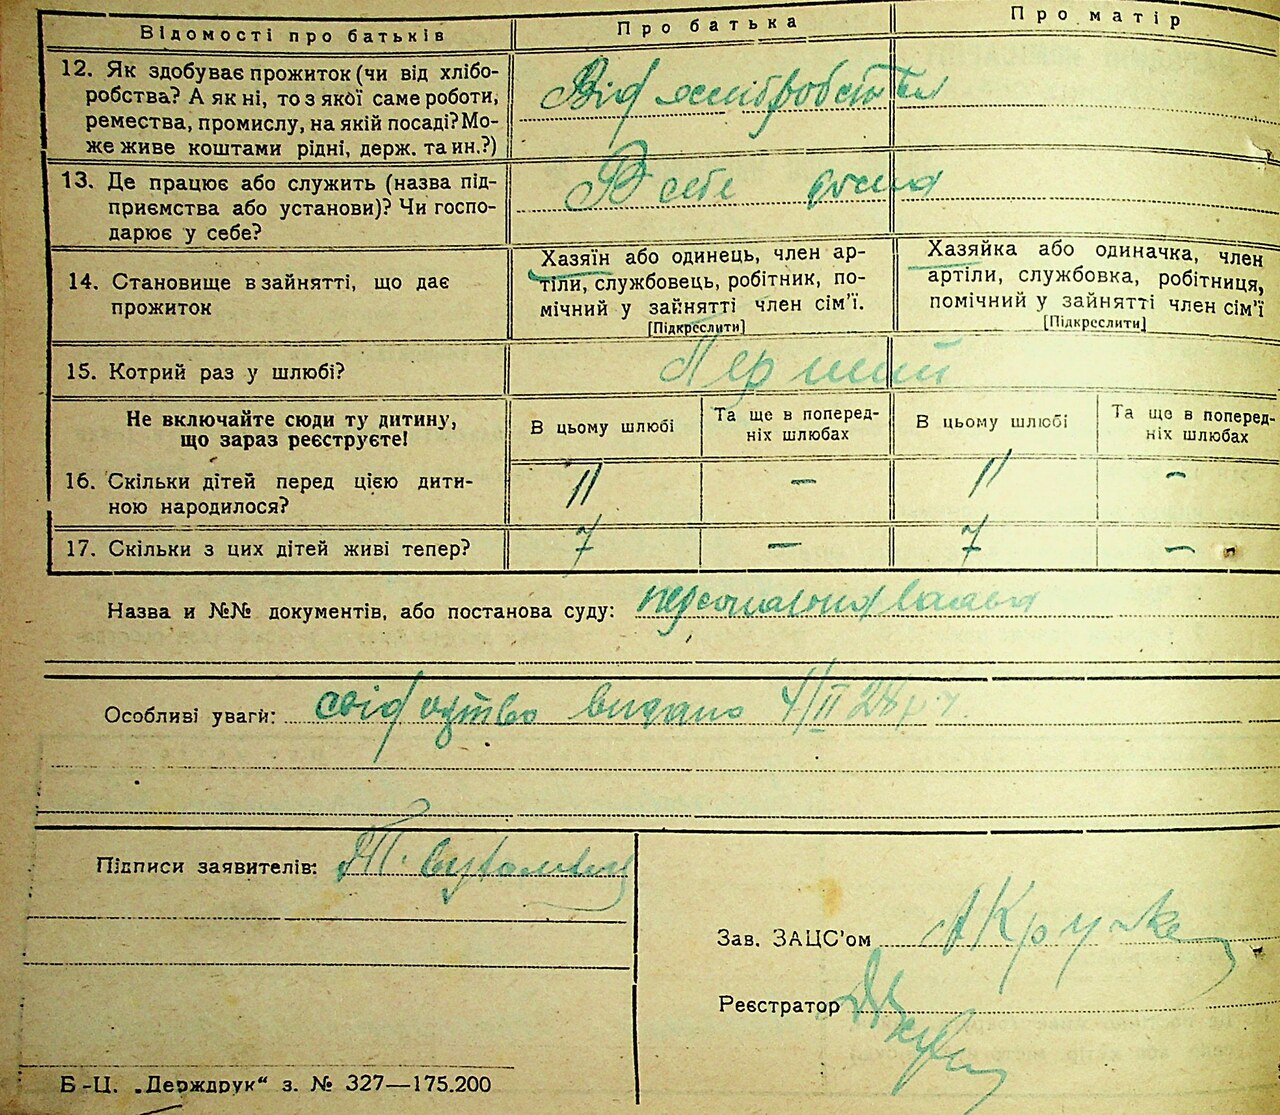 Відомості про батьків
Про батька
Про матір
12. Як здобуває прожиток (чи від хлібо-
робства? А як ні, то з якої саме роботи,
ремества, промислу, на якій посаді? Мо-
же живе коштами рідні, держ. та ин.?)
Від
13. Де працює або служить (назва під-
приємства або установи)? Чи госпо-
дарює у себе?
В себе дома
14. Становище в зайнятті, що дає
прожиток
Хазяїн або одинець, член ар-
тіли, службовець, робітник, по-
мічний у зайнятті член сім'ї.
[Підкреслити]
Хазяйка або одиначка, член
артіли, службовка, робітниця,
помічний у зайнятті член сім'ї
[Підкреслити]
15. Котрий раз у шлюбі?
Перший
Не включайте сюди ту дитину,
що зараз реєструєте!
В цьому шлюбі
Та ще в поперед-
ніх шлюбах
В цьому шлюбі
Та ще в поперед-
ніх шлюбах
16. Скільки дітей перед цією дити-
ною народилося?
11 – 11 –
17. Скільки з цих дітей живі тепер?
7 – 7 –
Назва и №№ документів, або постанова суду:
Особливі уваги: свідоцтво видано 4/II 28 р.
Підписи заявителів:
Зав. ЗАЦС'ом
Реєстратор
Б-Ц. „Держдрук“ з. № 327—175.200